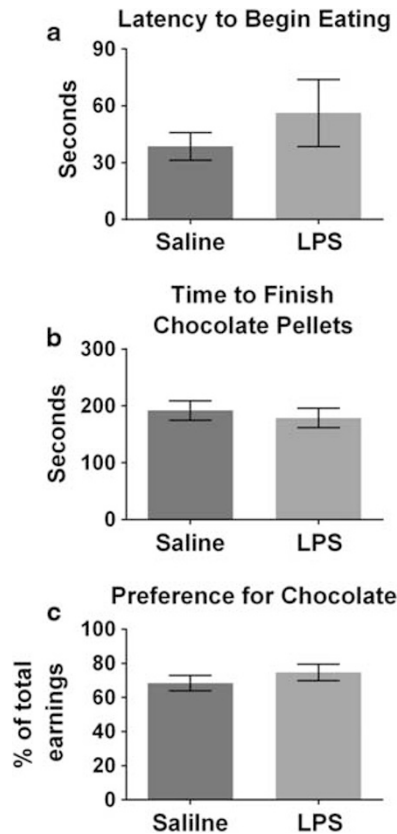 a
Latency to Begin Eating
Seconds
90
60
30
0
Saline
LPS
b
Time to Finish
Chocolate Pellets
Seconds
300
200
100
0
Saline
LPS
c
Preference for Chocolate
% of total
earnings
100
80
60
40
20
0
Salilne
LPS